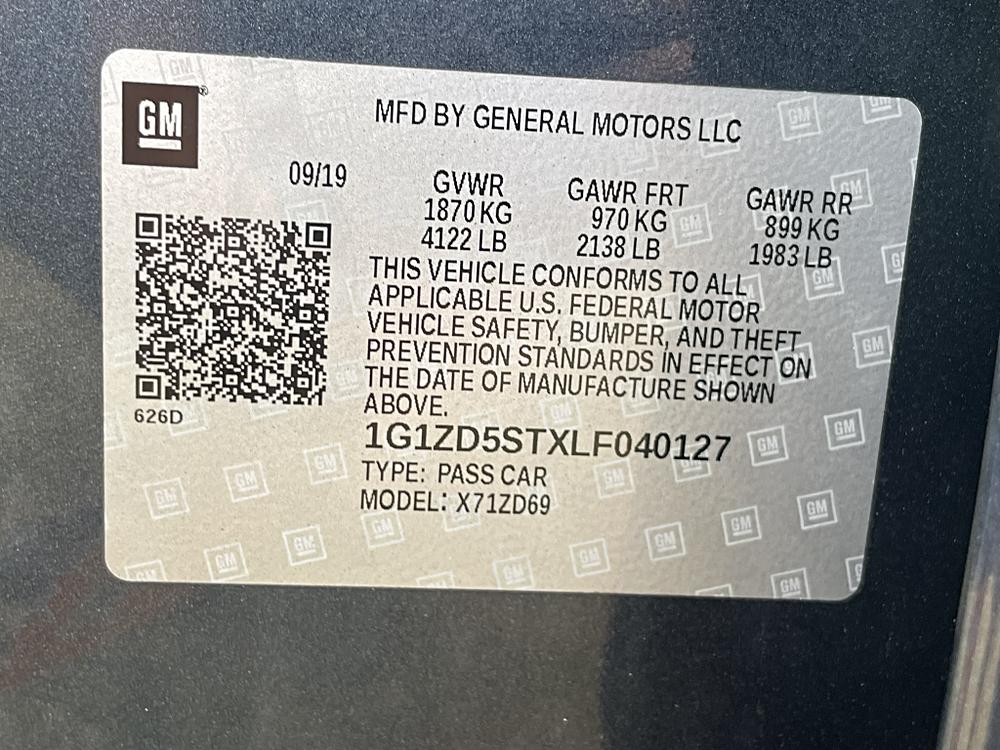 GM
MFD BY GENERAL MOTORS LLC
09/19
GVWR GAWR FRT GAWR RR
1870 KG 970 KG 899 KG
4122 LB 2138 LB 1983 LB
THIS VEHICLE CONFORMS TO ALL
APPLICABLE U.S. FEDERAL MOTOR
VEHICLE SAFETY, BUMPER, AND THEFT
PREVENTION STANDARDS IN EFFECT ON
THE DATE OF MANUFACTURE SHOWN
ABOVE.
626D
1G1ZD5STXLF040127
TYPE: PASS CAR
MODEL: X71ZD69